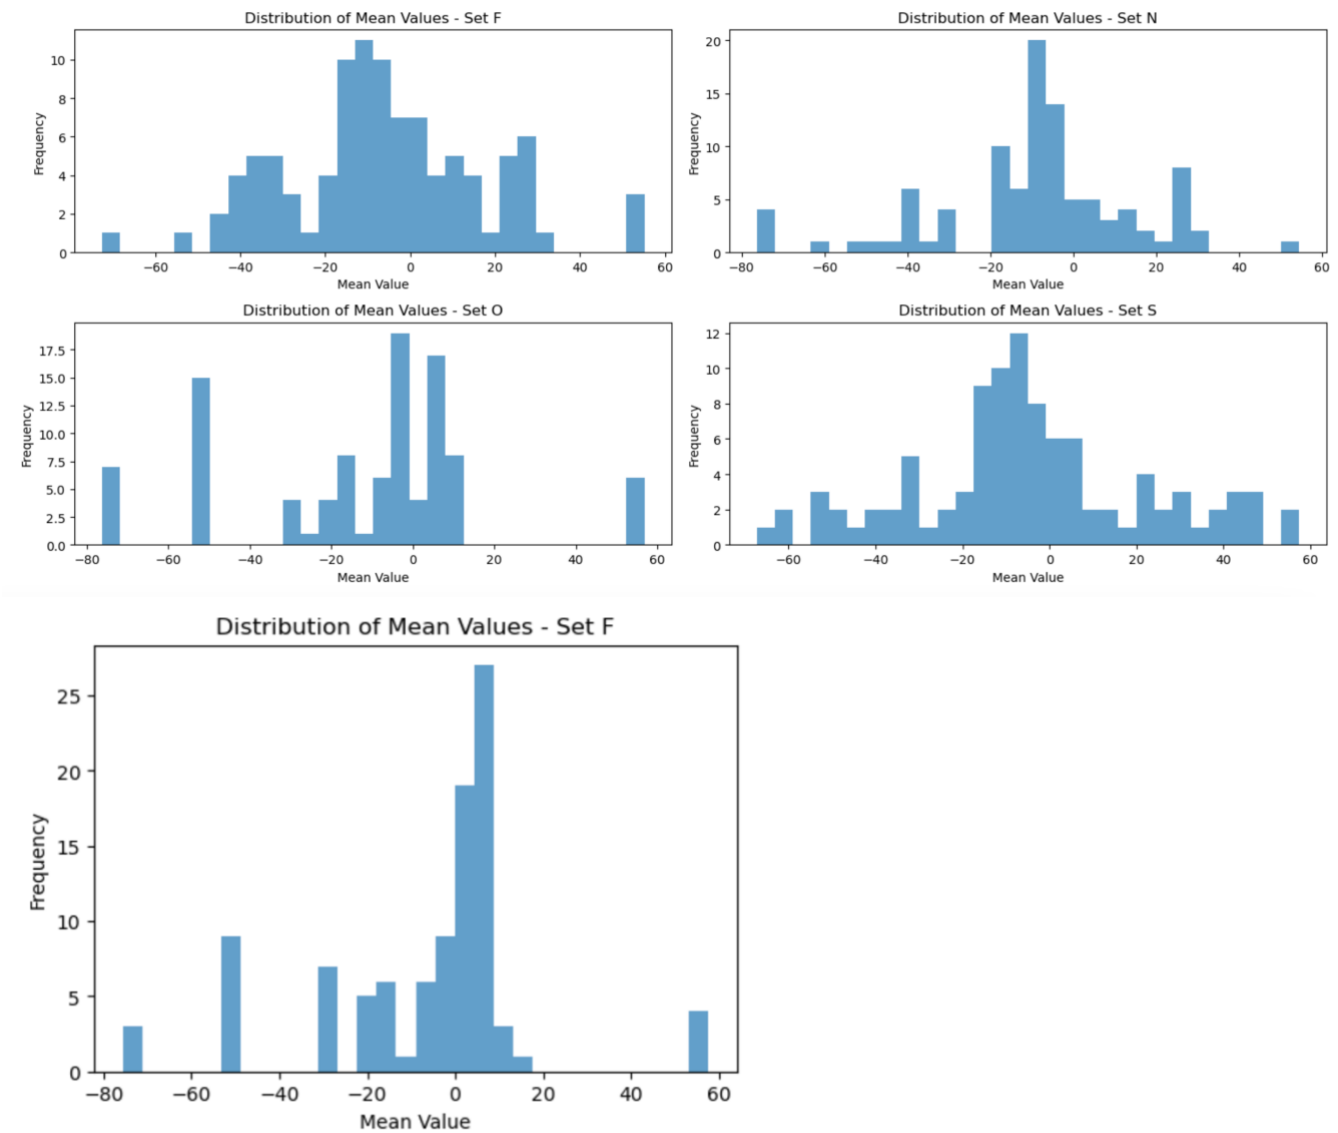 Distribution of Mean Values - Set F
Frequency
10
8
6
4
2
0
−60 −40 −20 0 20 40 60
Mean Value
Distribution of Mean Values - Set N
Frequency
20
15
10
5
0
−80 −60 −40 −20 0 20 40 60
Mean Value
Distribution of Mean Values - Set O
Frequency
17.5
15.0
12.5
10.0
7.5
5.0
2.5
0.0
−80 −60 −40 −20 0 20 40 60
Mean Value
Distribution of Mean Values - Set S
Frequency
12
10
8
6
4
2
0
−60 −40 −20 0 20 40 60
Mean Value
Distribution of Mean Values - Set F
Frequency
25
20
15
10
5
0
−80 −60 −40 −20 0 20 40 60
Mean Value